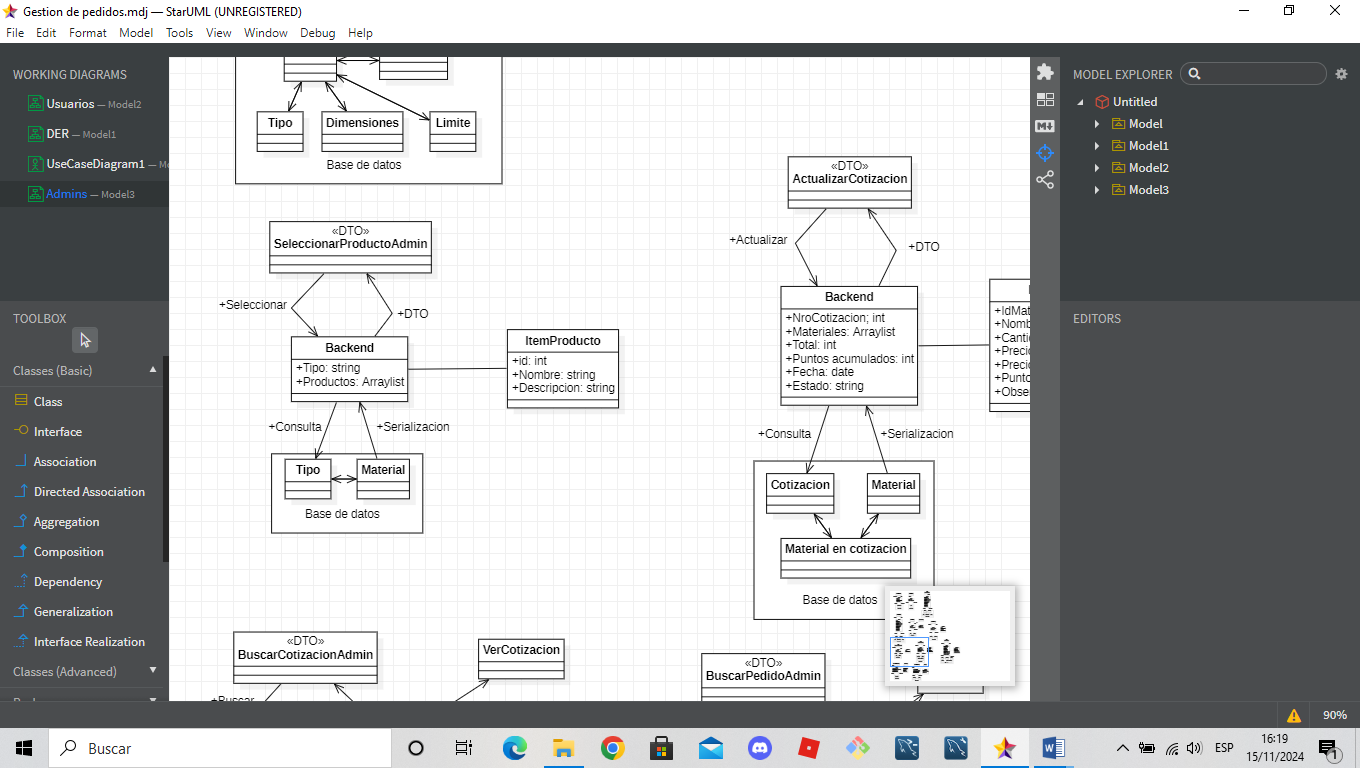 Gestion de pedidos.mdj — StarUML (UNREGISTERED)
File Edit Format Model Tools View Window Debug Help
WORKING DIAGRAMS
Usuarios — Model2
DER — Model1
UseCaseDiagram1
Admins — Model3
TOOLBOX
Classes (Basic)
Class
Interface
Association
Directed Association
Aggregation
Composition
Dependency
Generalization
Interface Realization
Classes (Advanced)
Tipo
Dimensiones
Limite
Base de datos
«DTO»
SeleccionarProductoAdmin
+Seleccionar
+DTO
Backend
+Tipo: string
+Productos: Arraylist
ItemProducto
+id: int
+Nombre: string
+Descripcion: string
+Consulta
+Serializacion
Tipo
Material
Base de datos
«DTO»
ActualizarCotizacion
+Actualizar
+DTO
Backend
+NroCotizacion; int
+Materiales: Arraylist
+Total: int
+Puntos acumulados: int
+Fecha: date
+Estado: string
+Consulta
+Serializacion
Cotizacion
Material
Material en cotizacion
Base de datos
«DTO»
BuscarCotizacionAdmin
+Buscar
VerCotizacion
«DTO»
BuscarPedidoAdmin
MODEL EXPLORER
Untitled
Model
Model1
Model2
Model3
EDITORS
90%
Buscar
ESP
16:19
15/11/2024
1